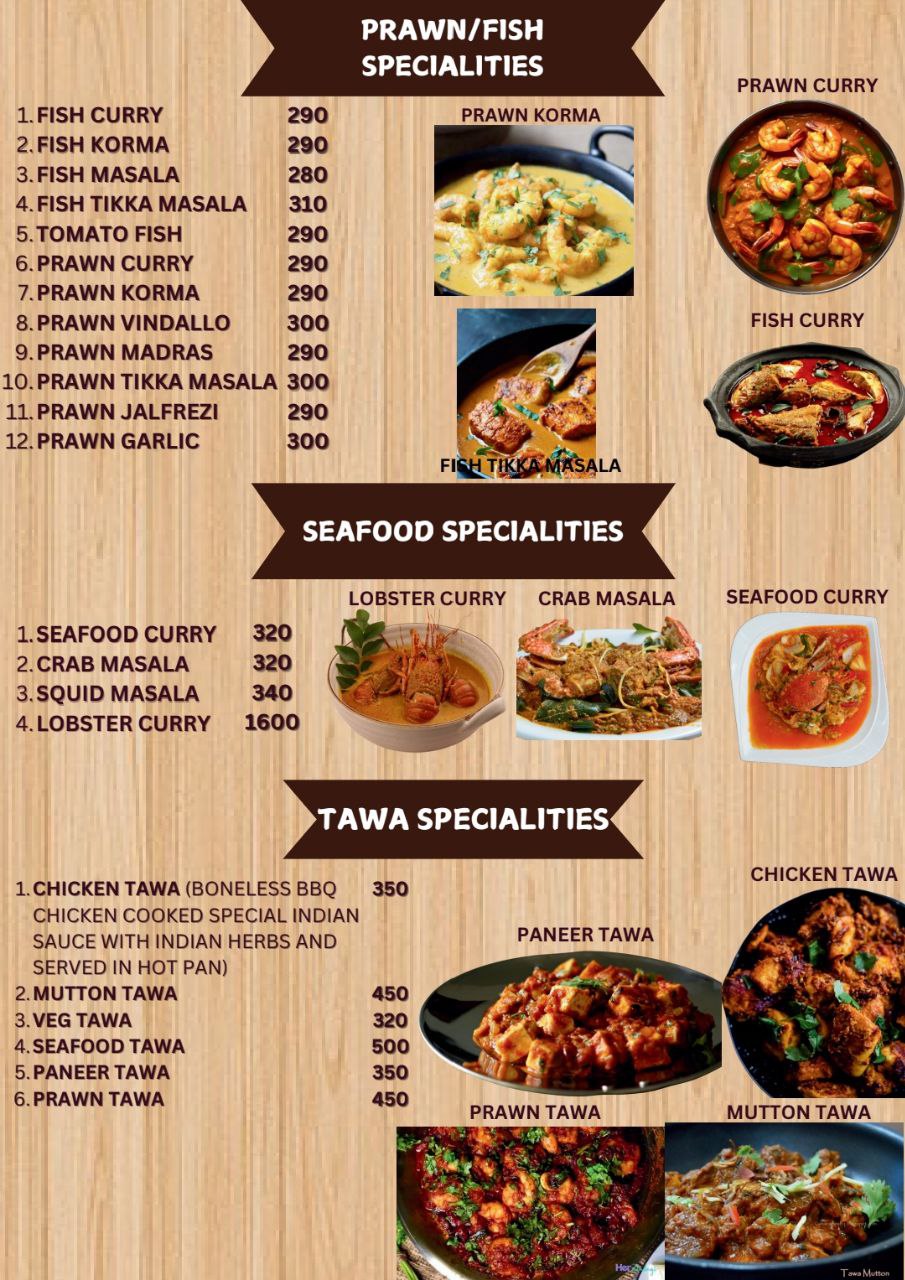 PRAWN/FISH
SPECIALITIES
1. FISH CURRY 290
2. FISH KORMA 290
3. FISH MASALA 280
4. FISH TIKKA MASALA 310
5. TOMATO FISH 290
6. PRAWN CURRY 290
7. PRAWN KORMA 290
8. PRAWN VINDALLO 300
9. PRAWN MADRAS 290
10. PRAWN TIKKA MASALA 300
11. PRAWN JALFREZI 290
12. PRAWN GARLIC 300
PRAWN KORMA
PRAWN CURRY
FISH TIKKA MASALA
FISH CURRY
SEAFOOD SPECIALITIES
1. SEAFOOD CURRY 320
2. CRAB MASALA 320
3. SQUID MASALA 340
4. LOBSTER CURRY 1600
LOBSTER CURRY
CRAB MASALA
SEAFOOD CURRY
TAWA SPECIALITIES
1. CHICKEN TAWA (BONELESS BBQ 350
CHICKEN COOKED SPECIAL INDIAN
SAUCE WITH INDIAN HERBS AND
SERVED IN HOT PAN)
2. MUTTON TAWA 450
3. VEG TAWA 320
4. SEAFOOD TAWA 500
5. PANEER TAWA 350
6. PRAWN TAWA 450
PANEER TAWA
CHICKEN TAWA
PRAWN TAWA
MUTTON TAWA
Tawa Mutton